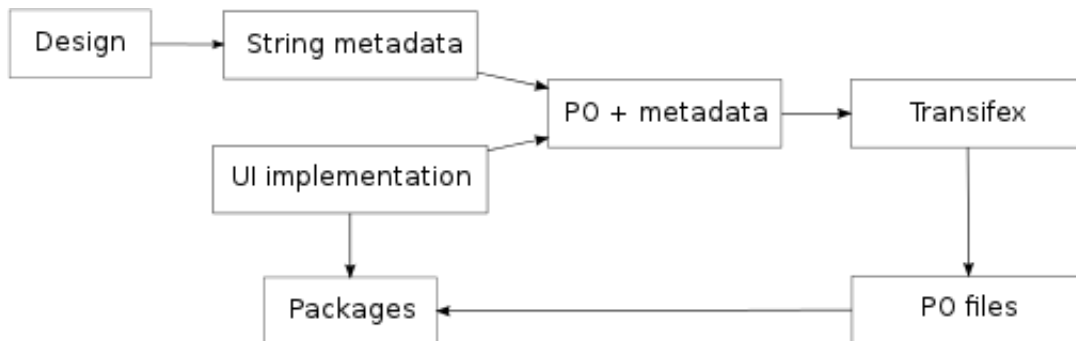 Design
String metadata
PO + metadata
Transifex
UI implementation
Packages
PO files